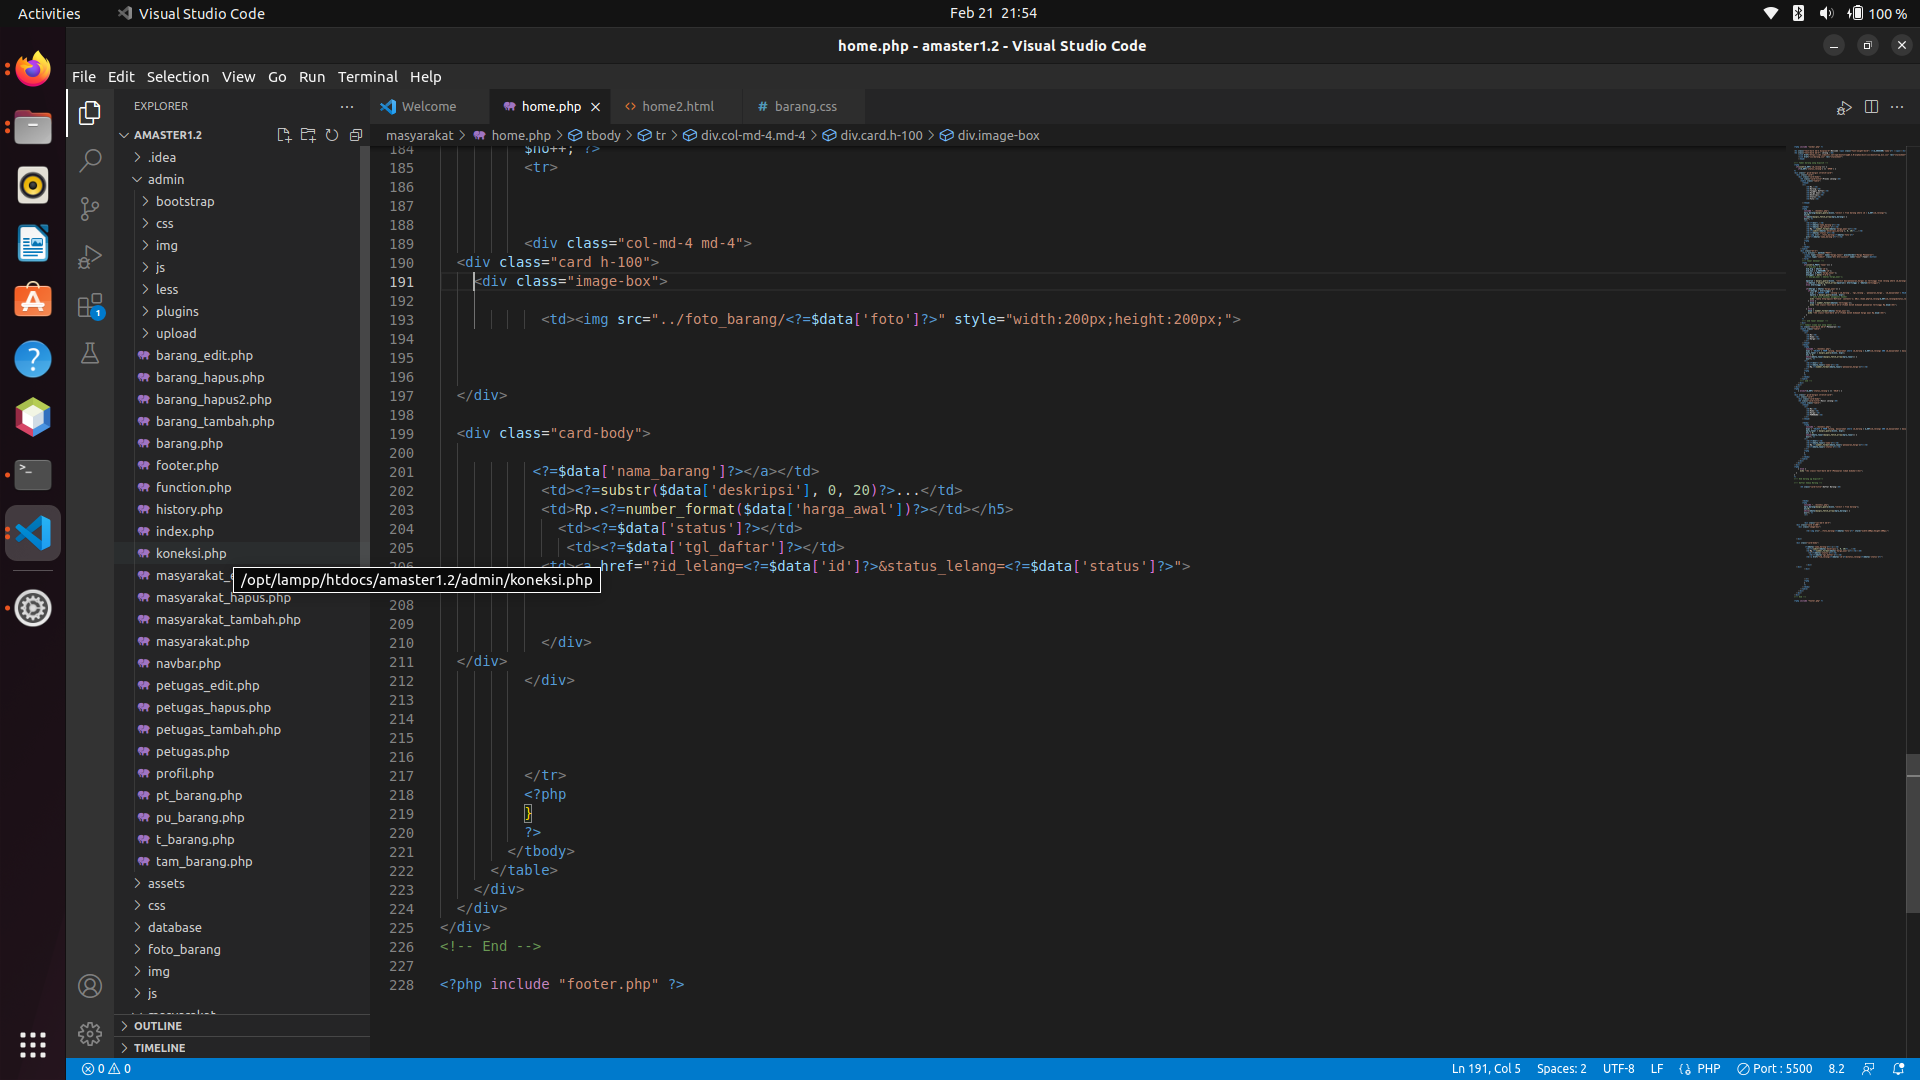 Activities
Visual Studio Code
Feb 21 21:54
100 %
home.php - amaster1.2 - Visual Studio Code
File Edit Selection View Go Run Terminal Help
EXPLORER
Welcome
home.php
home2.html
barang.css
AMASTER1.2
masyarakat > home.php > tbody > tr > div.col-md-4.md-4 > div.card.h-100 > div.image-box
.idea
admin
bootstrap
css
img
js
less
plugins
upload
barang_edit.php
barang_hapus.php
barang_hapus2.php
barang_tambah.php
barang.php
footer.php
function.php
history.php
index.php
koneksi.php
/opt/lampp/htdocs/amaster1.2/admin/koneksi.php
masyarakat_hapus.php
masyarakat_tambah.php
masyarakat.php
navbar.php
petugas_edit.php
petugas_hapus.php
petugas_tambah.php
petugas.php
profil.php
pt_barang.php
pu_barang.php
t_barang.php
tam_barang.php
assets
css
database
foto_barang
img
js
OUTLINE
TIMELINE
184 $no++; ?>
185 <tr>
186
187
188
189 <div class="col-md-4 md-4">
190 <div class="card h-100">
191 <div class="image-box">
192
193 <td><img src="../foto_barang/<?=$data['foto']?>" style="width:200px;height:200px;">
194
195
196
197 </div>
198
199 <div class="card-body">
200
201 <?=$data['nama_barang']?></a></td>
202 <td><?=substr($data['deskripsi'], 0, 20)?>...</td>
203 <td>Rp.<?=number_format($data['harga_awal'])?></td></h5>
204 <td><?=$data['status']?></td>
205 <td><?=$data['tgl_daftar']?></td>
206 <td><a href="?id_lelang=<?=$data['id']?>&status_lelang=<?=$data['status']?>">
208
209
210 </div>
211 </div>
212 </div>
213
214
215
216
217 </tr>
218 <?php
219 }
220 ?>
221 </tbody>
222 </table>
223 </div>
224 </div>
225 </div>
226 <!-- End -->
227
228 <?php include "footer.php" ?>
1
0 0
Ln 191, Col 5 Spaces: 2 UTF-8 LF PHP Port : 5500 8.2